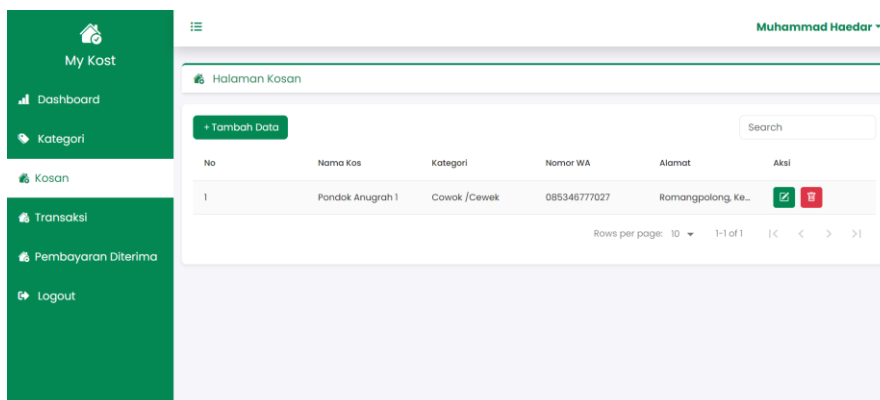 My Kost
Dashboard
Kategori
Kosan
Transaksi
Pembayaran Diterima
Logout
Muhammad Haedar
Halaman Kosan
+ Tambah Data
Search
No Nama Kos Kategori Nomor WA Alamat Aksi
1 Pondok Anugrah 1 Cowok /Cewek 085346777027 Romangpolong, Ke...
Rows per page: 10 1-1 of 1